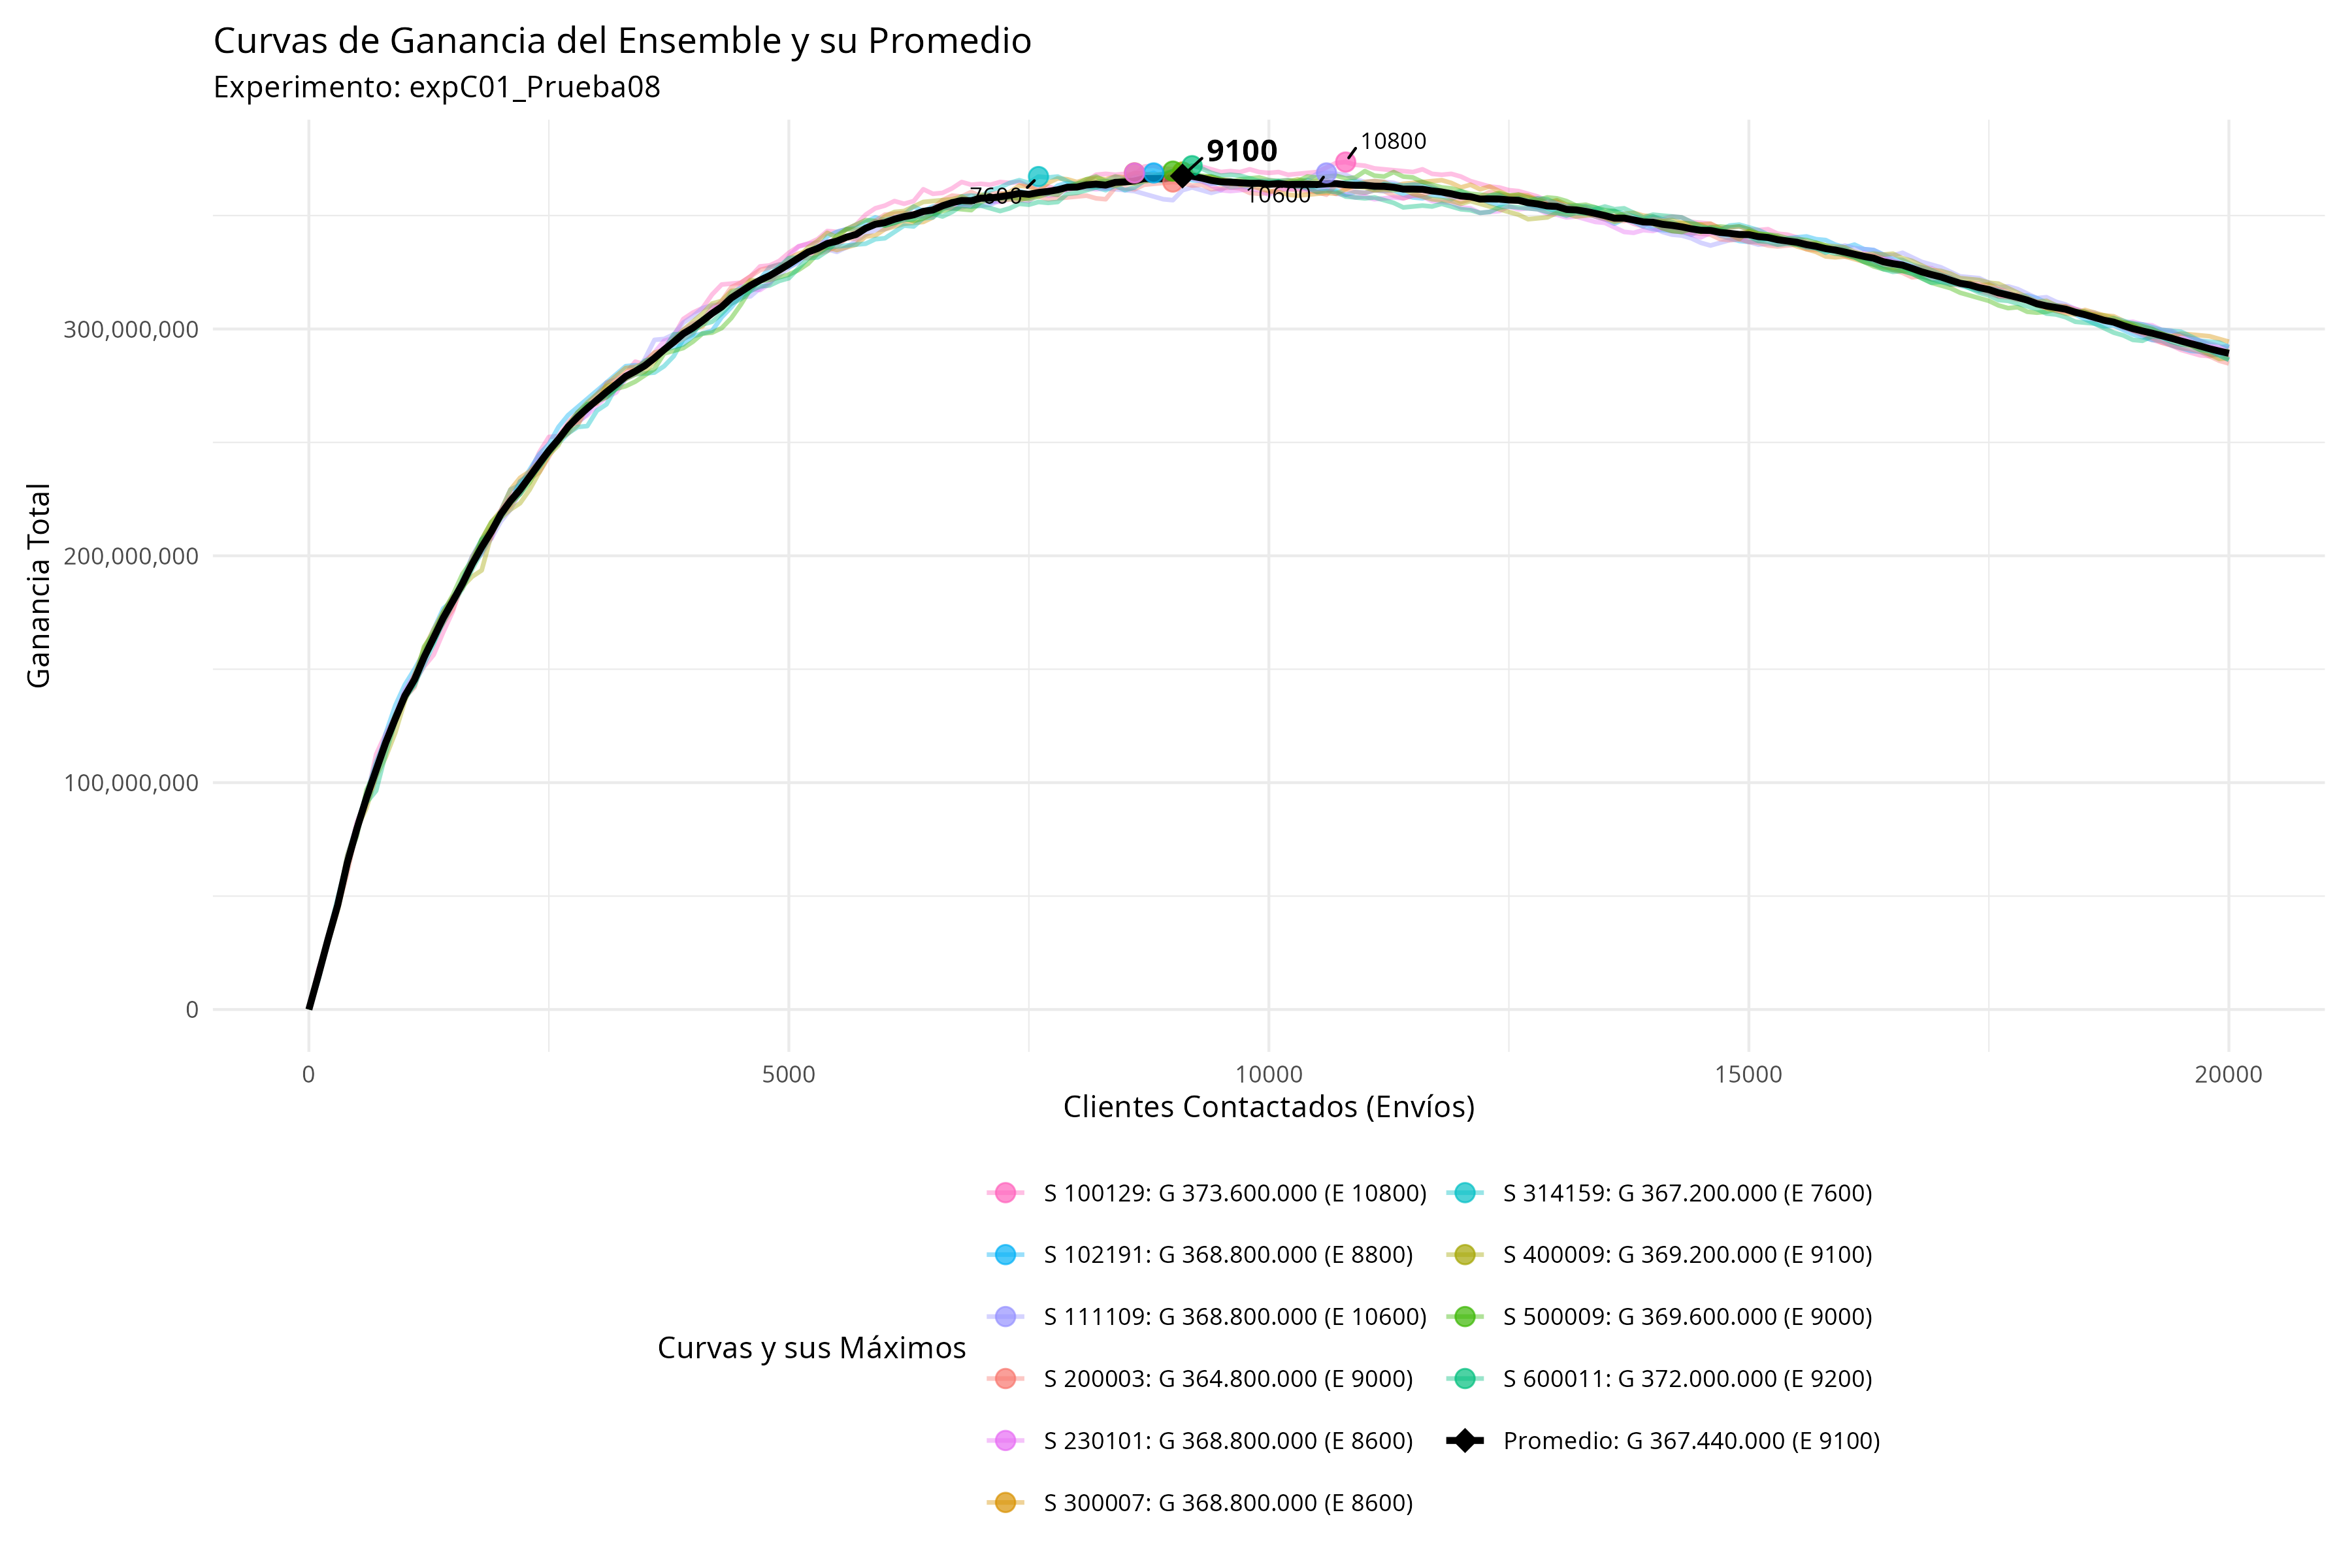 Curvas de Ganancia del Ensemble y su Promedio
Experimento: expC01_Prueba08
10800
9100
7600
10600
Ganancia Total
300,000,000
200,000,000
100,000,000
0
0
5000
10000
15000
20000
Clientes Contactados (Envíos)
Curvas y sus Máximos
S 100129: G 373.600.000 (E 10800)
S 102191: G 368.800.000 (E 8800)
S 111109: G 368.800.000 (E 10600)
S 200003: G 364.800.000 (E 9000)
S 230101: G 368.800.000 (E 8600)
S 300007: G 368.800.000 (E 8600)
S 314159: G 367.200.000 (E 7600)
S 400009: G 369.200.000 (E 9100)
S 500009: G 369.600.000 (E 9000)
S 600011: G 372.000.000 (E 9200)
Promedio: G 367.440.000 (E 9100)